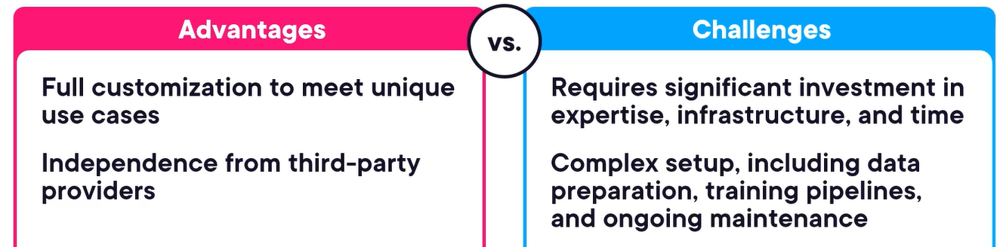 Advantages
vs.
Challenges
Full customization to meet unique
use cases
Independence from third-party
providers
Requires significant investment in
expertise, infrastructure, and time
Complex setup, including data
preparation, training pipelines,
and ongoing maintenance